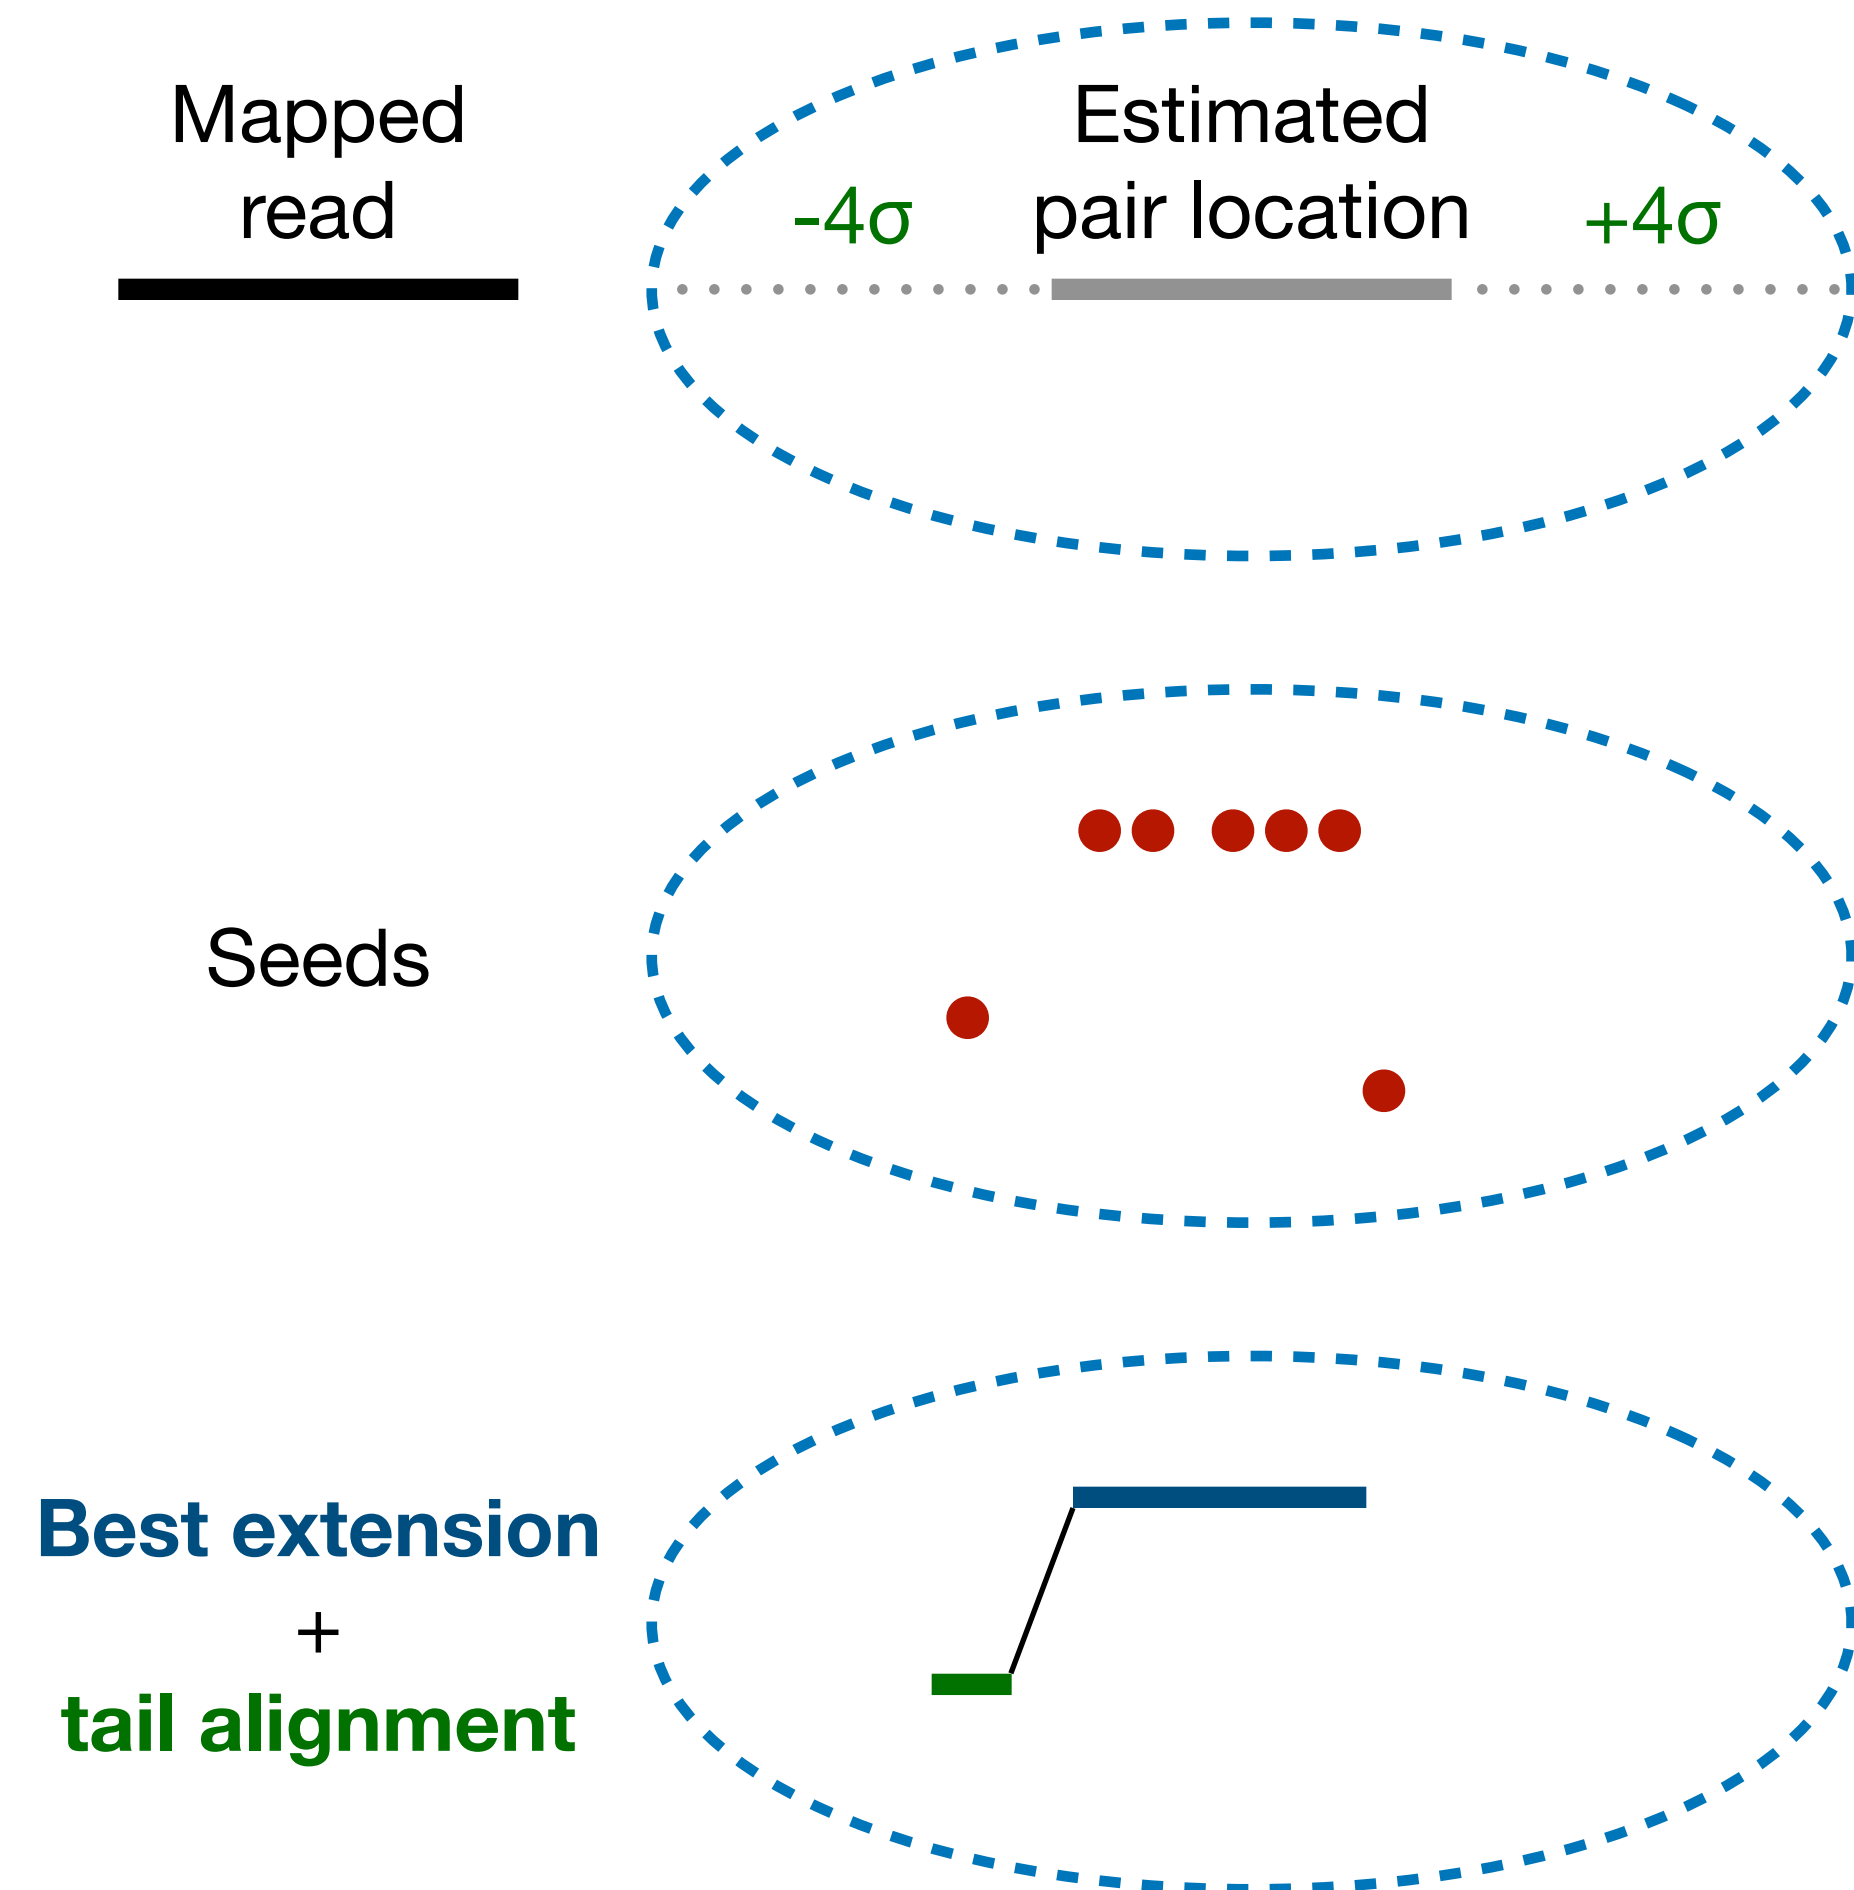 Mapped
read
Estimated
pair location
-4σ
+4σ
Seeds
Best extension
+
tail alignment